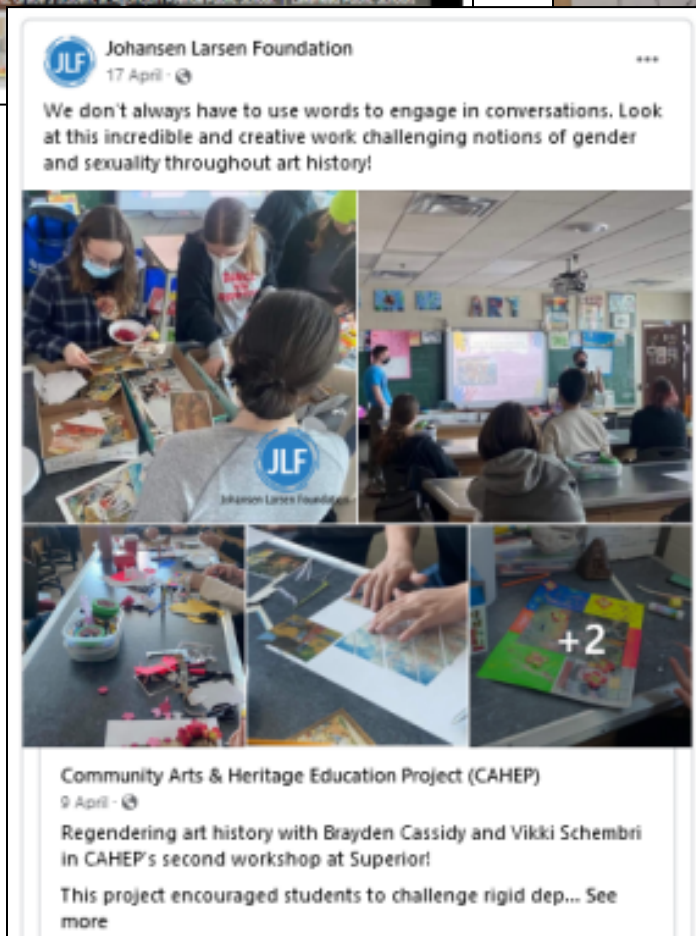 JLF
Johansen Larsen Foundation
17 April
We don't always have to use words to engage in conversations. Look
at this incredible and creative work challenging notions of gender
and sexuality throughout art history!
JLF
Johansen Larsen Foundation
ART
+2
Community Arts & Heritage Education Project (CAHEP)
9 April
Regendering art history with Brayden Cassidy and Vikki Schembri
in CAHEP's second workshop at Superior!
This project encouraged students to challenge rigid dep... See
more